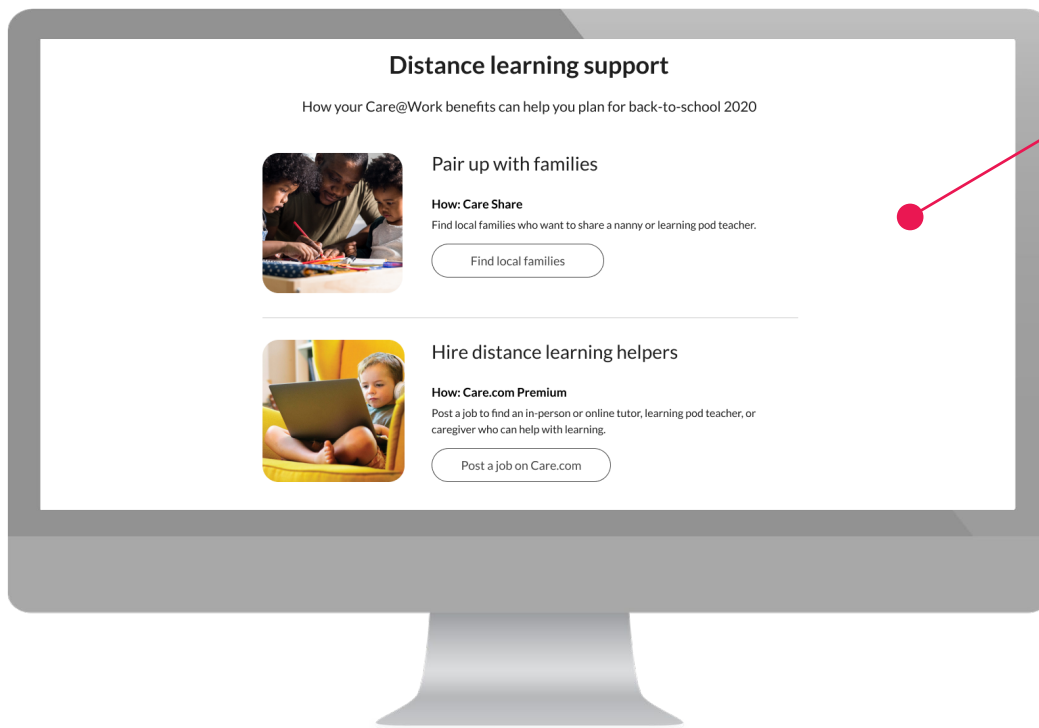 Distance learning support
How your Care@Work benefits can help you plan for back-to-school 2020
Pair up with families
How: Care Share
Find local families who want to share a nanny or learning pod teacher.
Find local families
Hire distance learning helpers
How: Care.com Premium
Post a job to find an in-person or online tutor, learning pod teacher, or
caregiver who can help with learning.
Post a job on Care.com